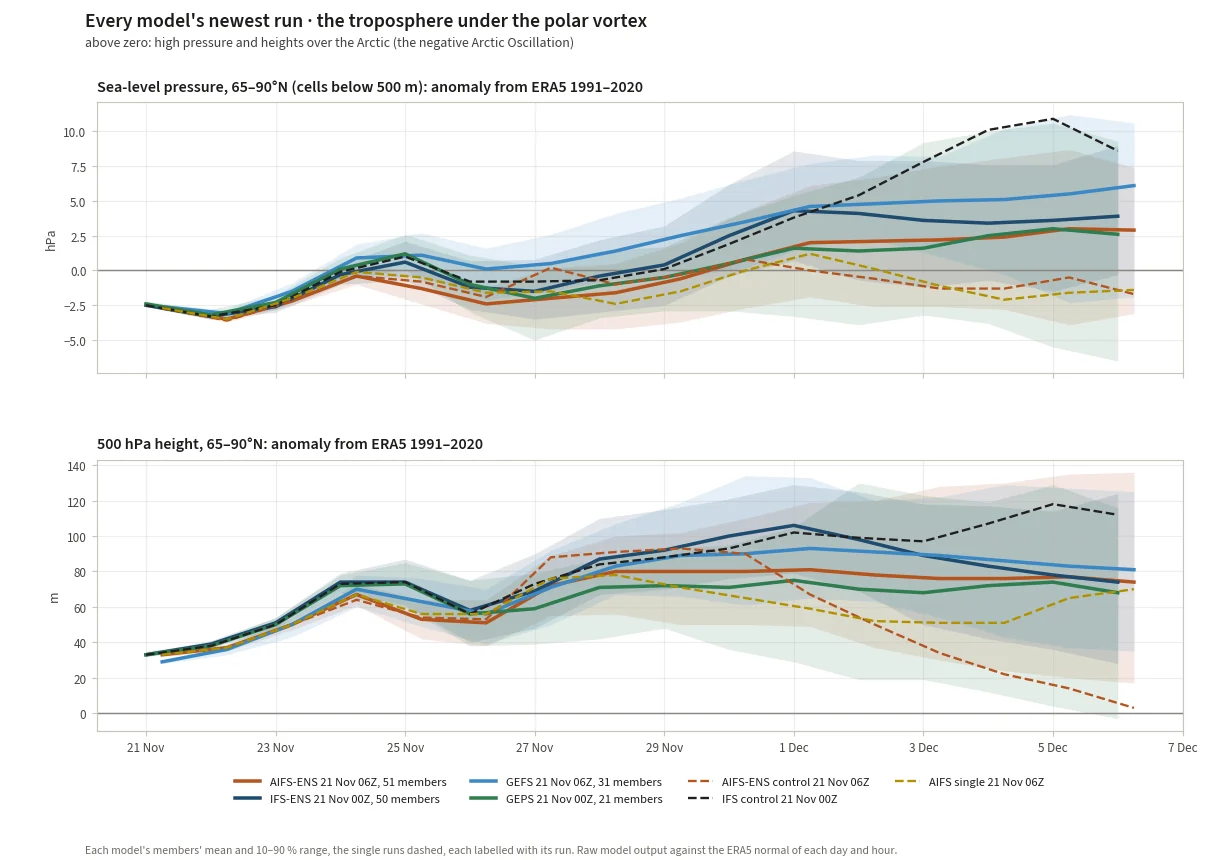 Every model's newest run · the troposphere under the polar vortex
above zero: high pressure and heights over the Arctic (the negative Arctic Oscillation)
Sea-level pressure, 65–90°N (cells below 500 m): anomaly from ERA5 1991–2020
10.0
7.5
5.0
2.5
0.0
−2.5
−5.0
hPa
500 hPa height, 65–90°N: anomaly from ERA5 1991–2020
140
120
100
80
60
40
20
0
m
21 Nov 23 Nov 25 Nov 27 Nov 29 Nov 1 Dec 3 Dec 5 Dec 7 Dec
AIFS-ENS 21 Nov 06Z, 51 members GEFS 21 Nov 06Z, 31 members AIFS-ENS control 21 Nov 06Z AIFS single 21 Nov 06Z
IFS-ENS 21 Nov 00Z, 50 members GEPS 21 Nov 00Z, 21 members IFS control 21 Nov 00Z
Each model's members' mean and 10–90 % range, the single runs dashed, each labelled with its run. Raw model output against the ERA5 normal of each day and hour.